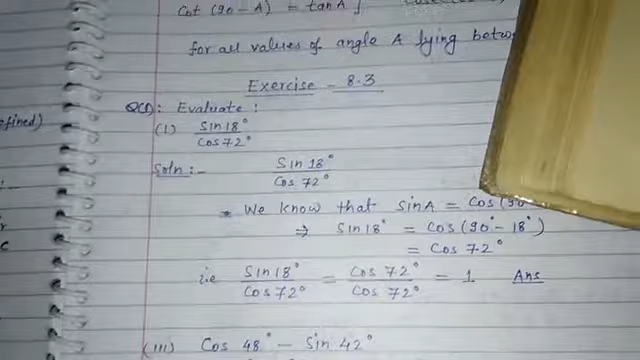 Cot (90 - A) = tan A ]
for all values of angle A lying
Exercise - 8.3
Q(1): Evaluate :
(1) Sin 18° / Cos 72°
Soln :- Sin 18° / Cos 72°
* We know that sin A = Cos (90
⇒ Sin 18° = Cos (90° - 18°)
= Cos 72°
i.e Sin 18° / Cos 72° = Cos 72° / Cos 72° = 1 Ans
(III) Cos 48° - Sin 42°
efined)